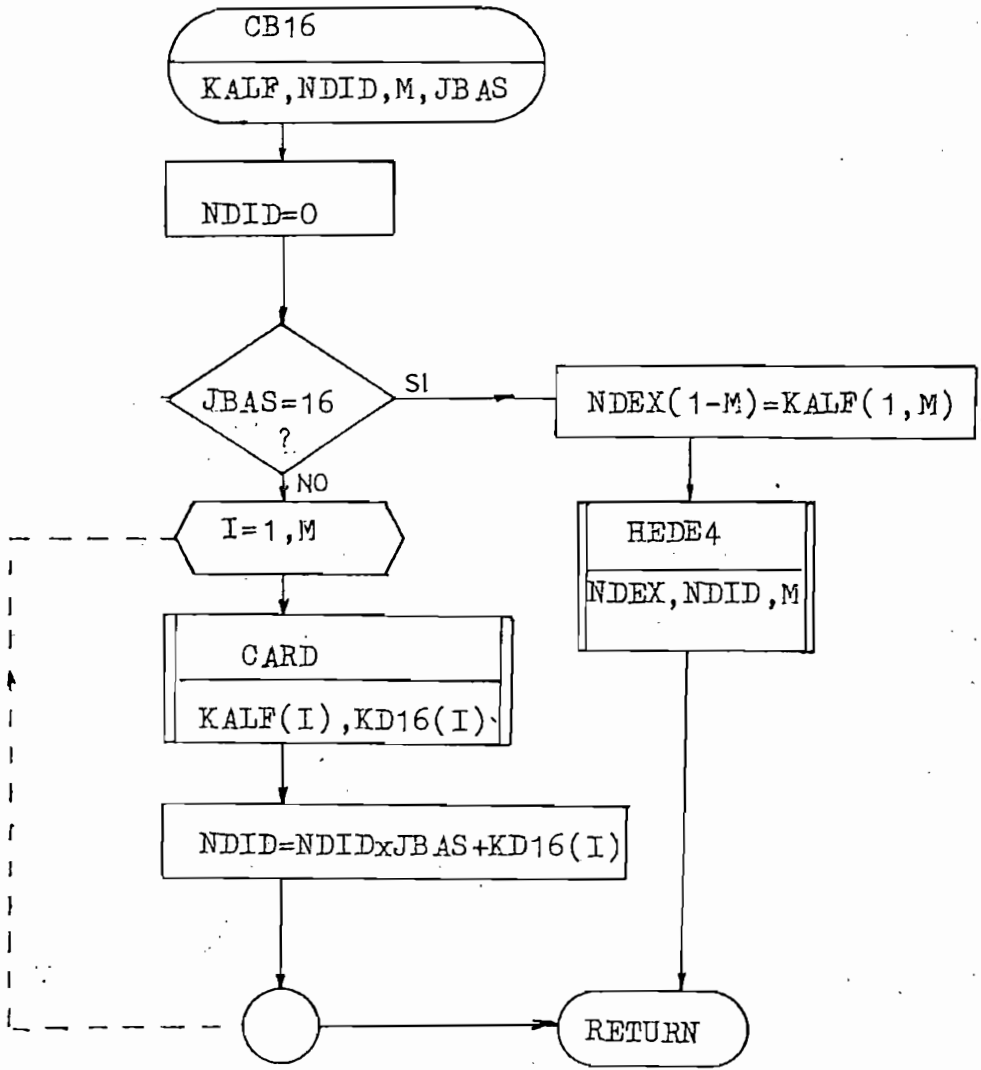 CB16
KALF,NDID,M,JBAS
NDID=0
JBAS=16
?
SI
NO
NDEX(1-M)=KALF(1,M)
HEDE4
NDEX,NDID,M
I=1,M
CARD
KALF(I),KD16(I)
NDID=NDIDxJBAS+KD16(I)
RETURN